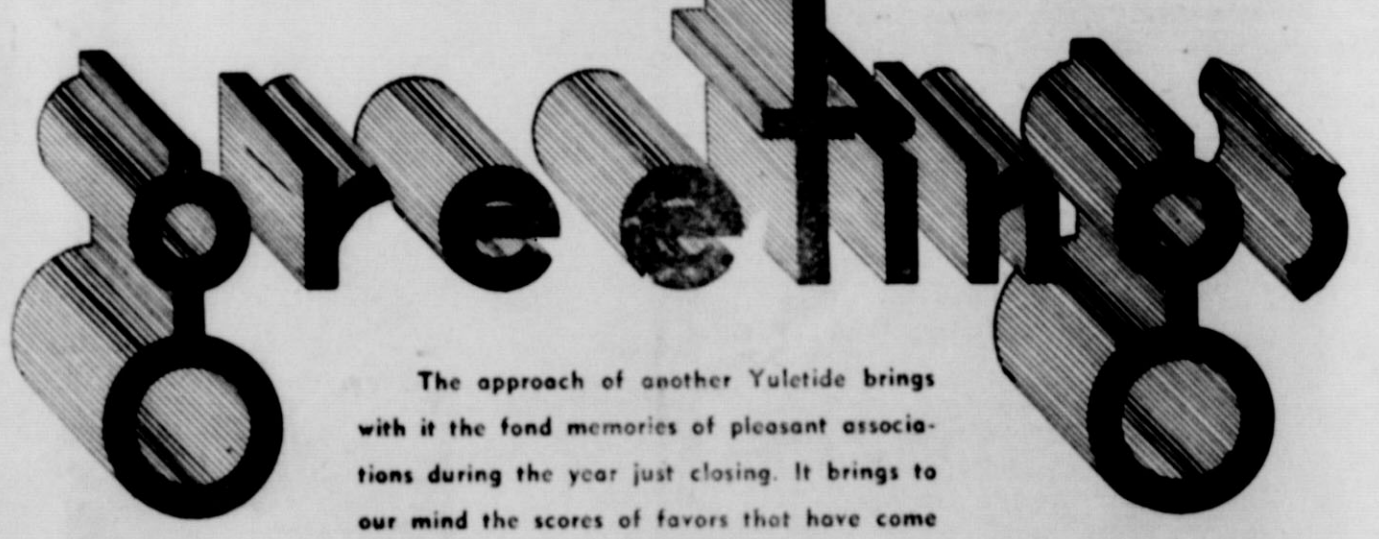 greetings
The approach of another Yuletide brings
with it the fond memories of pleasant associa-
tions during the year just closing. It brings to
our mind the scores of favors that have come